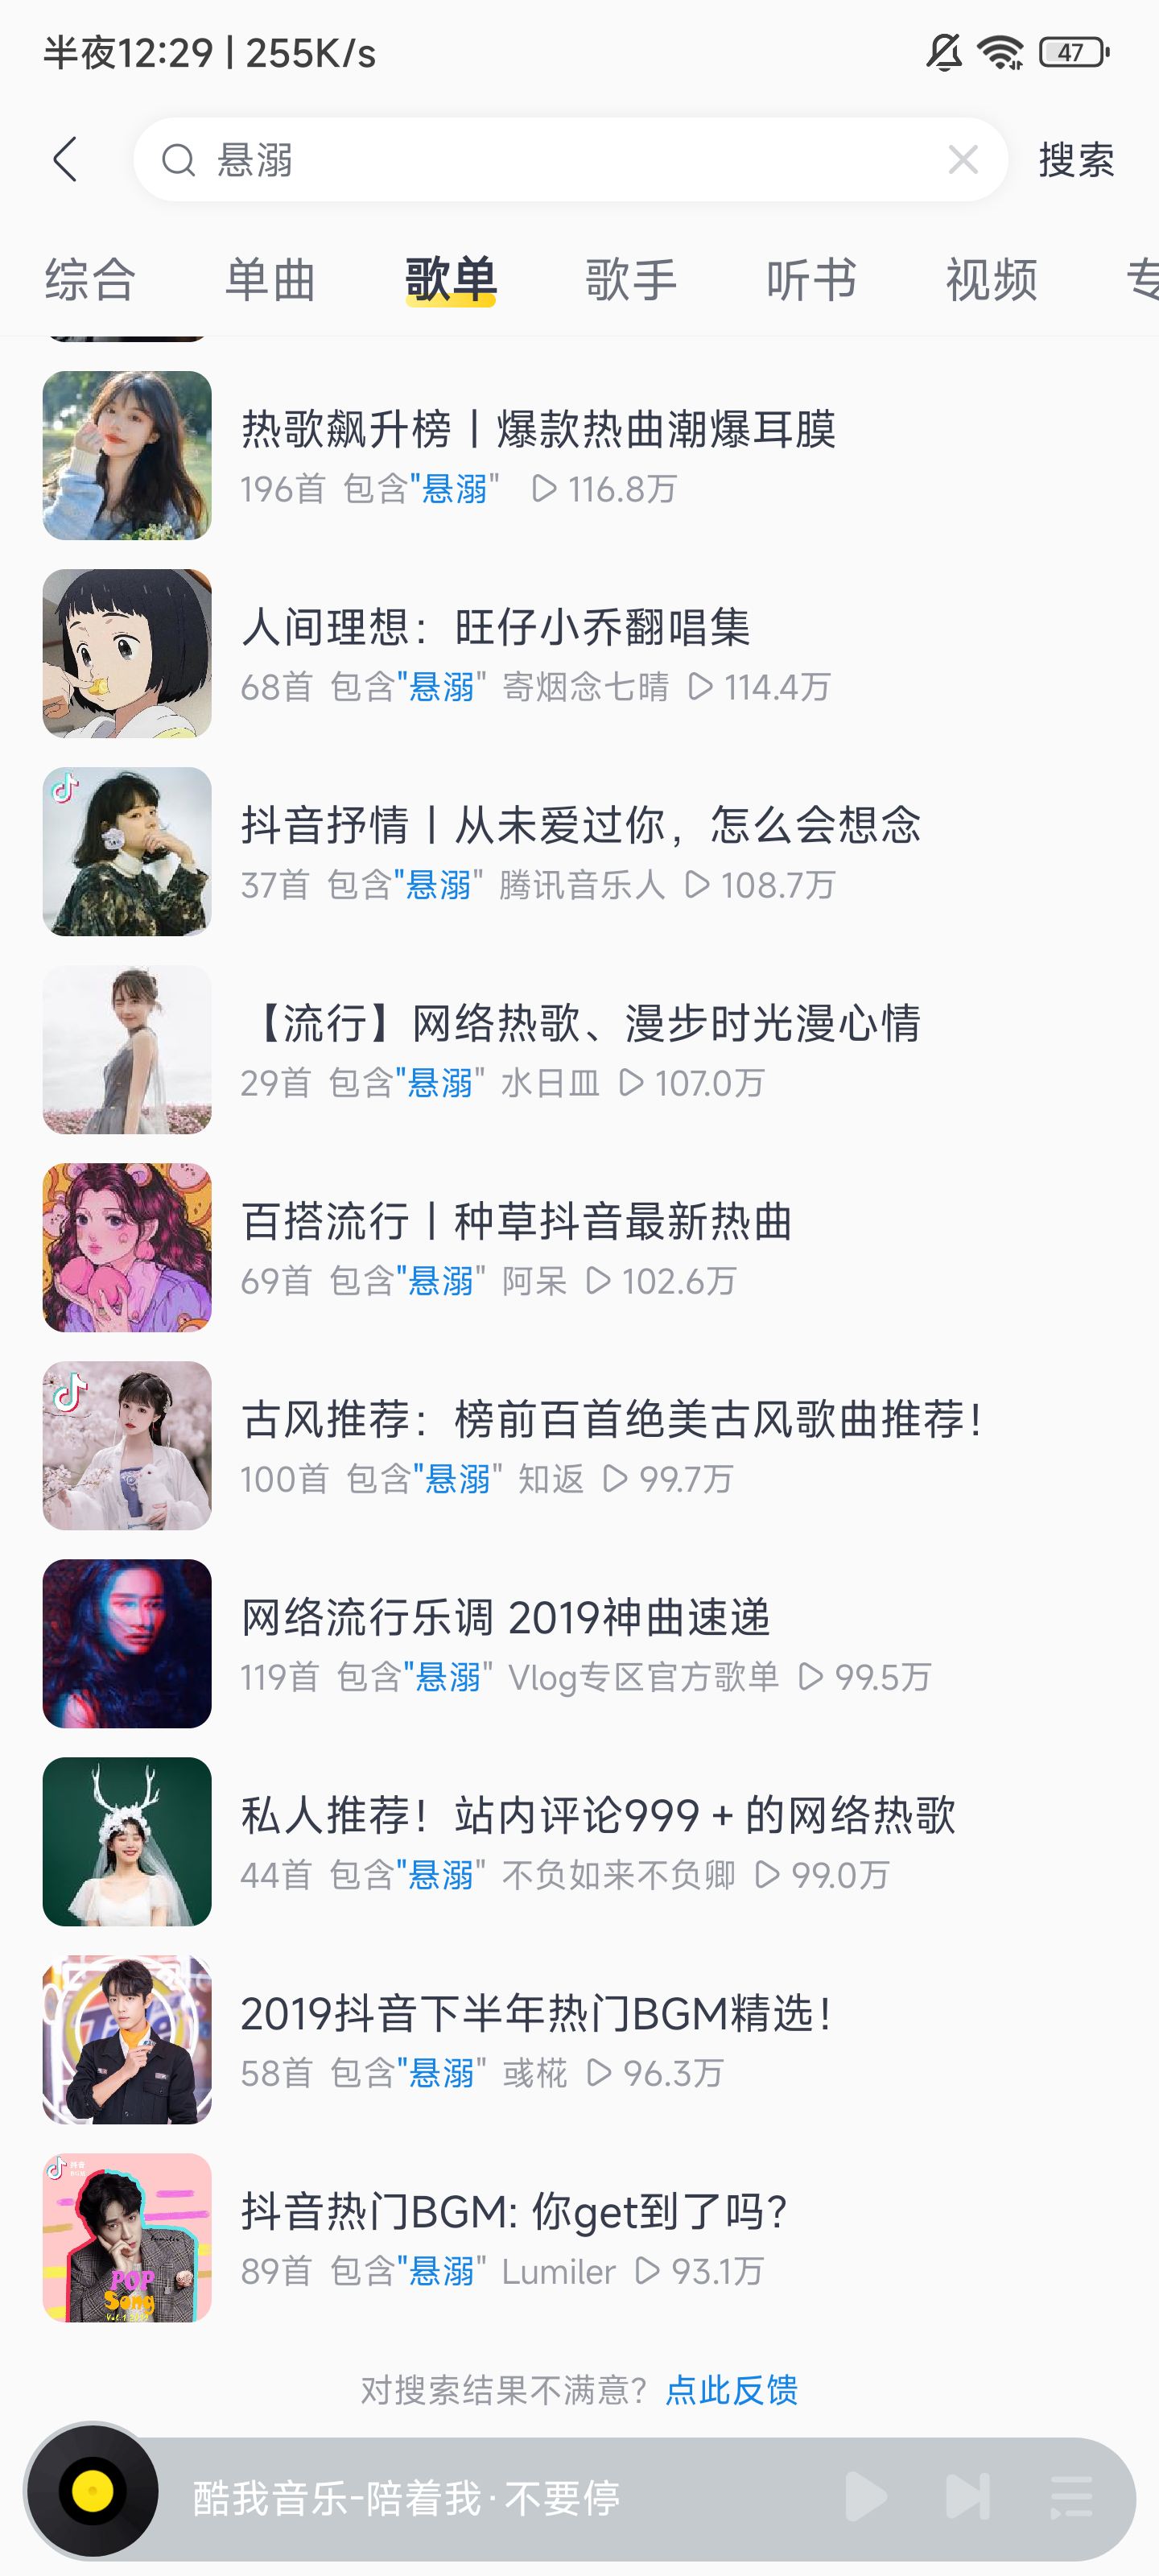 半夜12:29 | 255K/s
47
悬溺
搜索
综合 单曲 歌单 歌手 听书 视频
热歌飙升榜丨爆款热曲潮爆耳膜
196首 包含"悬溺" 116.8万
人间理想：旺仔小乔翻唱集
68首 包含"悬溺" 寄烟念七晴 114.4万
抖音抒情丨从未爱过你，怎么会想念
37首 包含"悬溺" 腾讯音乐人 108.7万
【流行】网络热歌、漫步时光漫心情
29首 包含"悬溺" 水日皿 107.0万
百搭流行丨种草抖音最新热曲
69首 包含"悬溺" 阿呆 102.6万
古风推荐：榜前百首绝美古风歌曲推荐！
100首 包含"悬溺" 知返 99.7万
网络流行乐调 2019神曲速递
119首 包含"悬溺" Vlog专区官方歌单 99.5万
私人推荐！站内评论999＋的网络热歌
44首 包含"悬溺" 不负如来不负卿 99.0万
2019抖音下半年热门BGM精选！
58首 包含"悬溺" 彧椛 96.3万
抖音热门BGM: 你get到了吗？
89首 包含"悬溺" Lumiler 93.1万
POP
Song
对搜索结果不满意？点此反馈
酷我音乐-陪着我·不要停